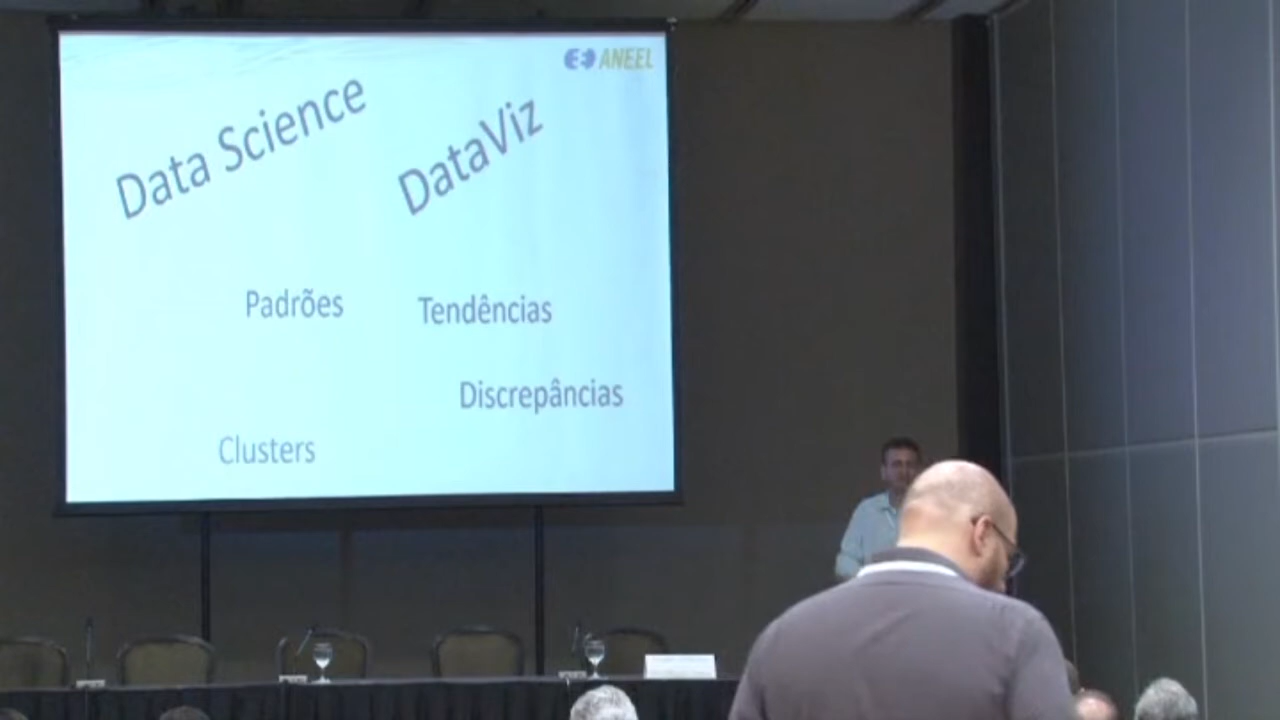 ANEEL
Data Science
DataViz
Padrões
Tendências
Discrepâncias
Clusters